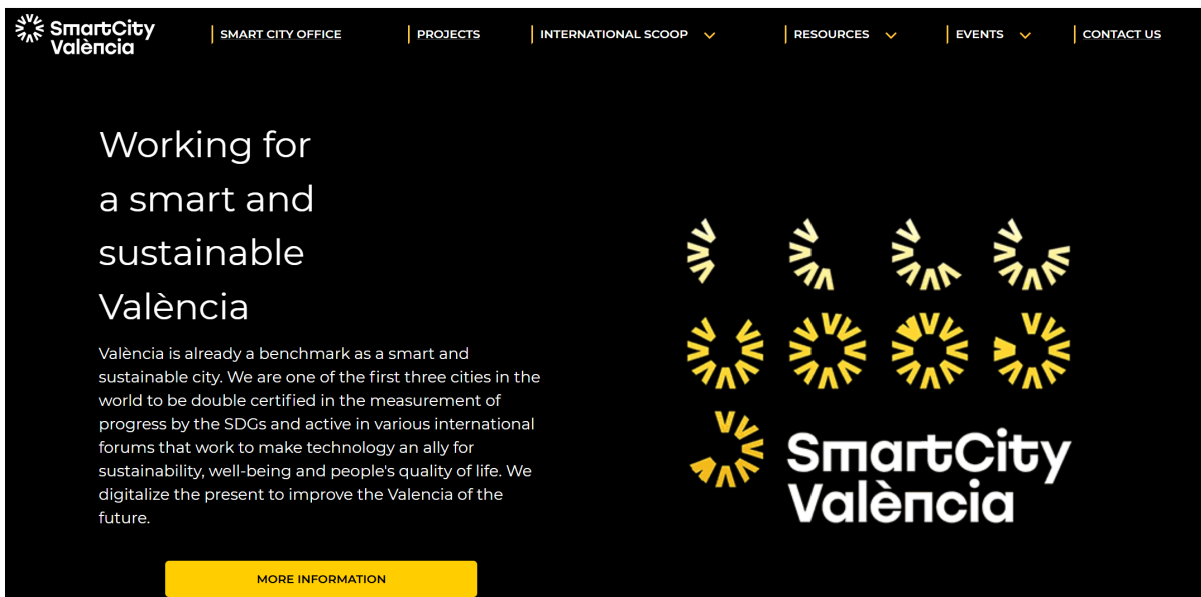 SmartCity
València
SMART CITY OFFICE
PROJECTS
INTERNATIONAL SCOOP
RESOURCES
EVENTS
CONTACT US
Working for
a smart and
sustainable
València
València is already a benchmark as a smart and
sustainable city. We are one of the first three cities in the
world to be double certified in the measurement of
progress by the SDGs and active in various international
forums that work to make technology an ally for
sustainability, well-being and people's quality of life. We
digitalize the present to improve the Valencia of the
future.
MORE INFORMATION
SmartCity
València